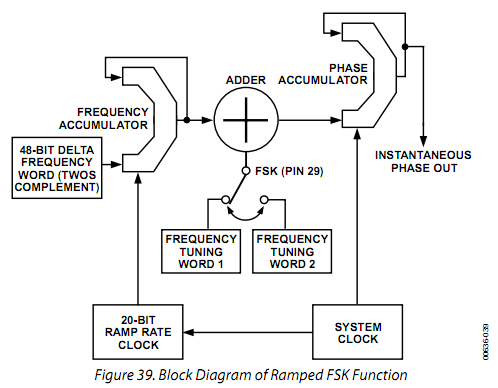 PHASE
ACCUMULATOR
ADDER
FREQUENCY
ACCUMULATOR
48-BIT DELTA
FREQUENCY
WORD (TWOS
COMPLEMENT)
INSTANTANEOUS
PHASE OUT
FSK (PIN 29)
FREQUENCY
TUNING
WORD 1
FREQUENCY
TUNING
WORD 2
20-BIT
RAMP RATE
CLOCK
SYSTEM
CLOCK
00636-039
Figure 39. Block Diagram of Ramped FSK Function